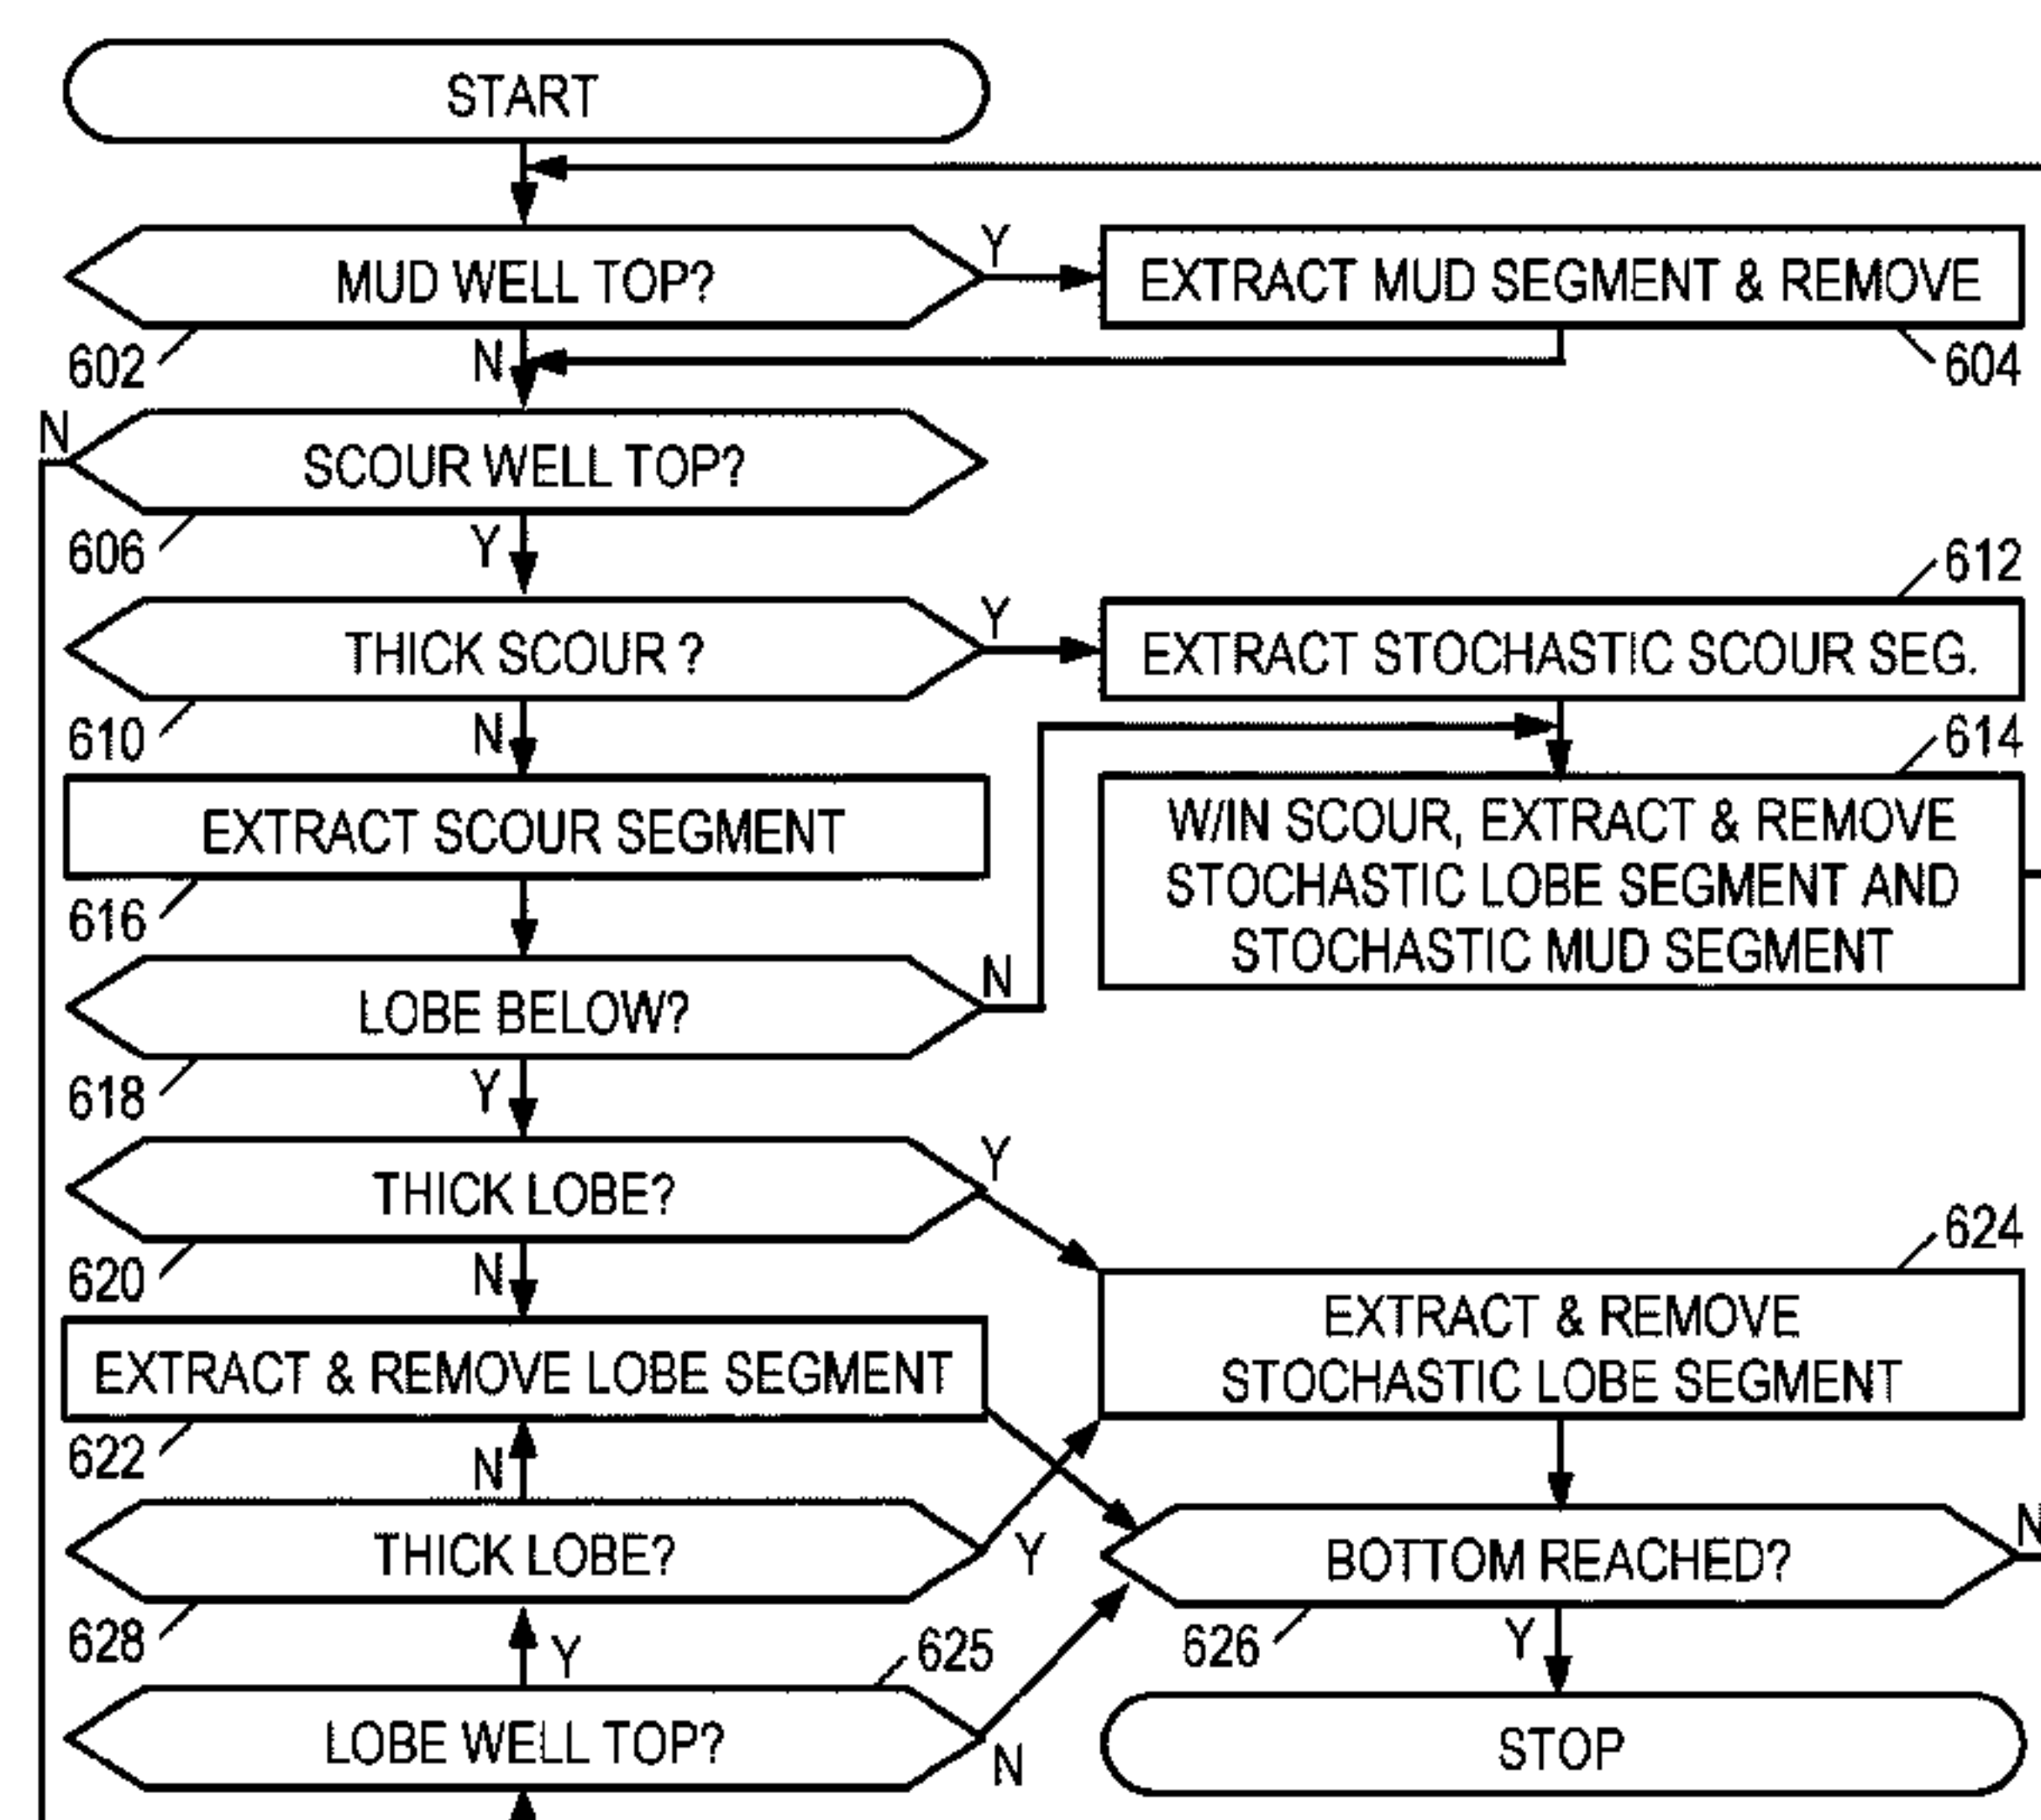 START
MUD WELL TOP?
Y
EXTRACT MUD SEGMENT & REMOVE
602
N
604
N
SCOUR WELL TOP?
606
Y
612
THICK SCOUR ?
Y
EXTRACT STOCHASTIC SCOUR SEG.
610
N
614
EXTRACT SCOUR SEGMENT
W/IN SCOUR, EXTRACT & REMOVE
STOCHASTIC LOBE SEGMENT AND
STOCHASTIC MUD SEGMENT
616
LOBE BELOW?
N
618
Y
THICK LOBE?
Y
624
620
N
EXTRACT & REMOVE
STOCHASTIC LOBE SEGMENT
EXTRACT & REMOVE LOBE SEGMENT
622
N
THICK LOBE?
Y
BOTTOM REACHED?
N
628
Y
625
626
Y
LOBE WELL TOP?
N
STOP